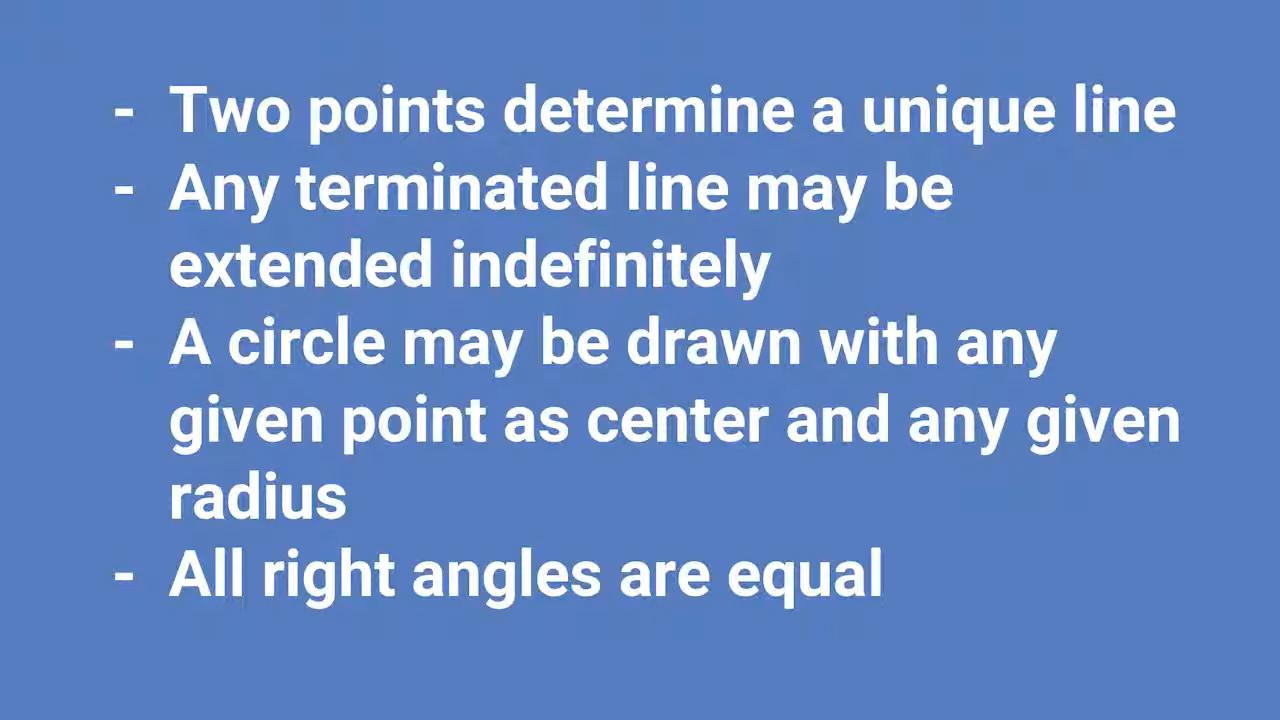 - Two points determine a unique line
- Any terminated line may be
extended indefinitely
- A circle may be drawn with any
given point as center and any given
radius
- All right angles are equal